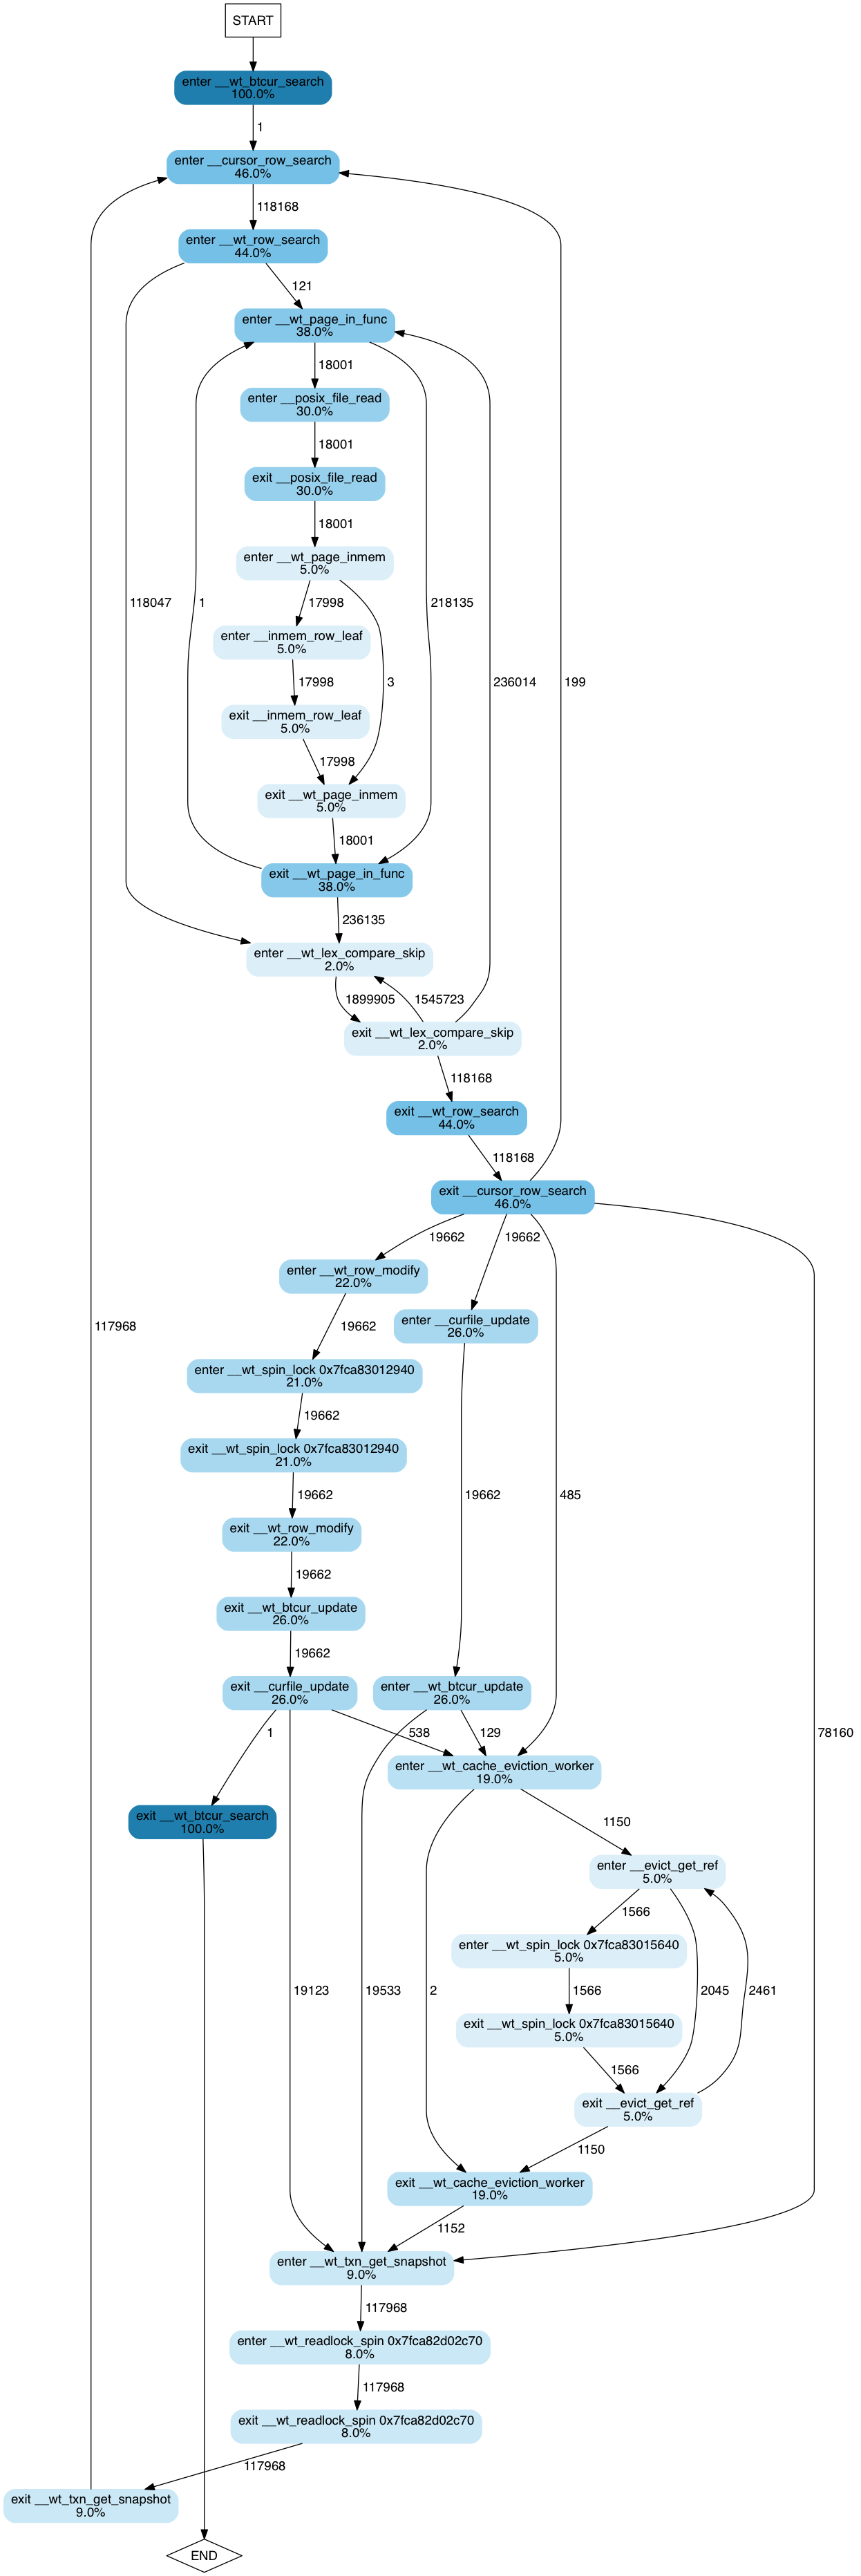 START
enter __wt_btcur_search
100.0%
1
enter __cursor_row_search
46.0%
118168
enter __wt_row_search
44.0%
121
enter __wt_page_in_func
38.0%
18001
enter __posix_file_read
30.0%
18001
exit __posix_file_read
30.0%
18001
enter __wt_page_inmem
5.0%
118047
1
17998
218135
enter __inmem_row_leaf
5.0%
17998
3
236014
199
exit __inmem_row_leaf
5.0%
17998
exit __wt_page_inmem
5.0%
18001
exit __wt_page_in_func
38.0%
236135
enter __wt_lex_compare_skip
2.0%
1899905
1545723
exit __wt_lex_compare_skip
2.0%
118168
exit __wt_row_search
44.0%
118168
exit __cursor_row_search
46.0%
19662
19662
enter __wt_row_modify
22.0%
enter __curfile_update
26.0%
117968
19662
enter __wt_spin_lock 0x7fca83012940
21.0%
19662
exit __wt_spin_lock 0x7fca83012940
21.0%
19662
19662
485
exit __wt_row_modify
22.0%
19662
exit __wt_btcur_update
26.0%
19662
exit __curfile_update
26.0%
enter __wt_btcur_update
26.0%
1
538
129
78160
enter __wt_cache_eviction_worker
19.0%
exit __wt_btcur_search
100.0%
1150
enter __evict_get_ref
5.0%
1566
enter __wt_spin_lock 0x7fca83015640
5.0%
19123
19533
2
1566
2045
2461
exit __wt_spin_lock 0x7fca83015640
5.0%
1566
exit __evict_get_ref
5.0%
1150
exit __wt_cache_eviction_worker
19.0%
1152
enter __wt_txn_get_snapshot
9.0%
117968
enter __wt_readlock_spin 0x7fca82d02c70
8.0%
117968
exit __wt_readlock_spin 0x7fca82d02c70
8.0%
117968
exit __wt_txn_get_snapshot
9.0%
END